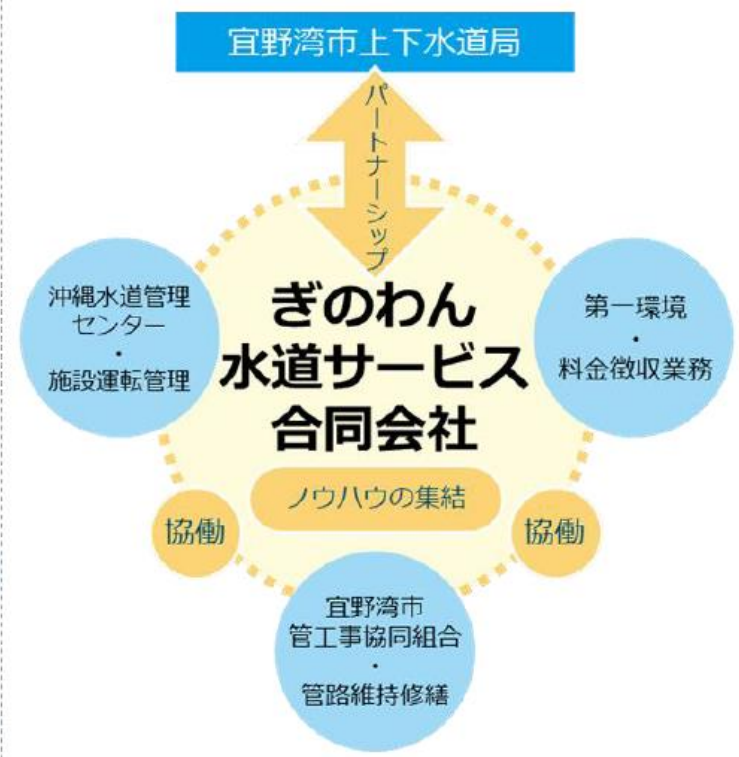 宜野湾市上下水道局
パートナーシップ
沖縄水道管理
センター
・
施設運転管理
ぎのわん
水道サービス
合同会社
第一環境
・
料金徴収業務
ノウハウの集結
協働
協働
宜野湾市
管工事協同組合
・
管路維持修繕